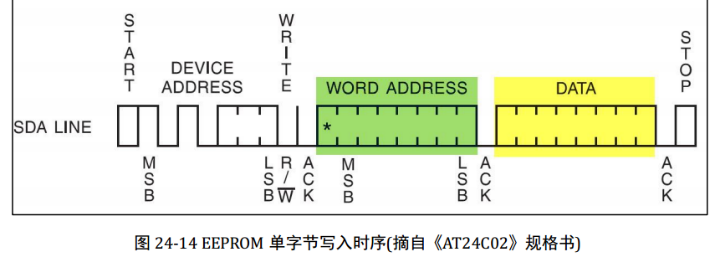 START
DEVICE ADDRESS
WRITE
WORD ADDRESS
DATA
STOP
SDA LINE
*
MSB
LSB
R/W
ACK
MSB
LSB
ACK
ACK
图 24-14 EEPROM 单字节写入时序(摘自《AT24C02》规格书)